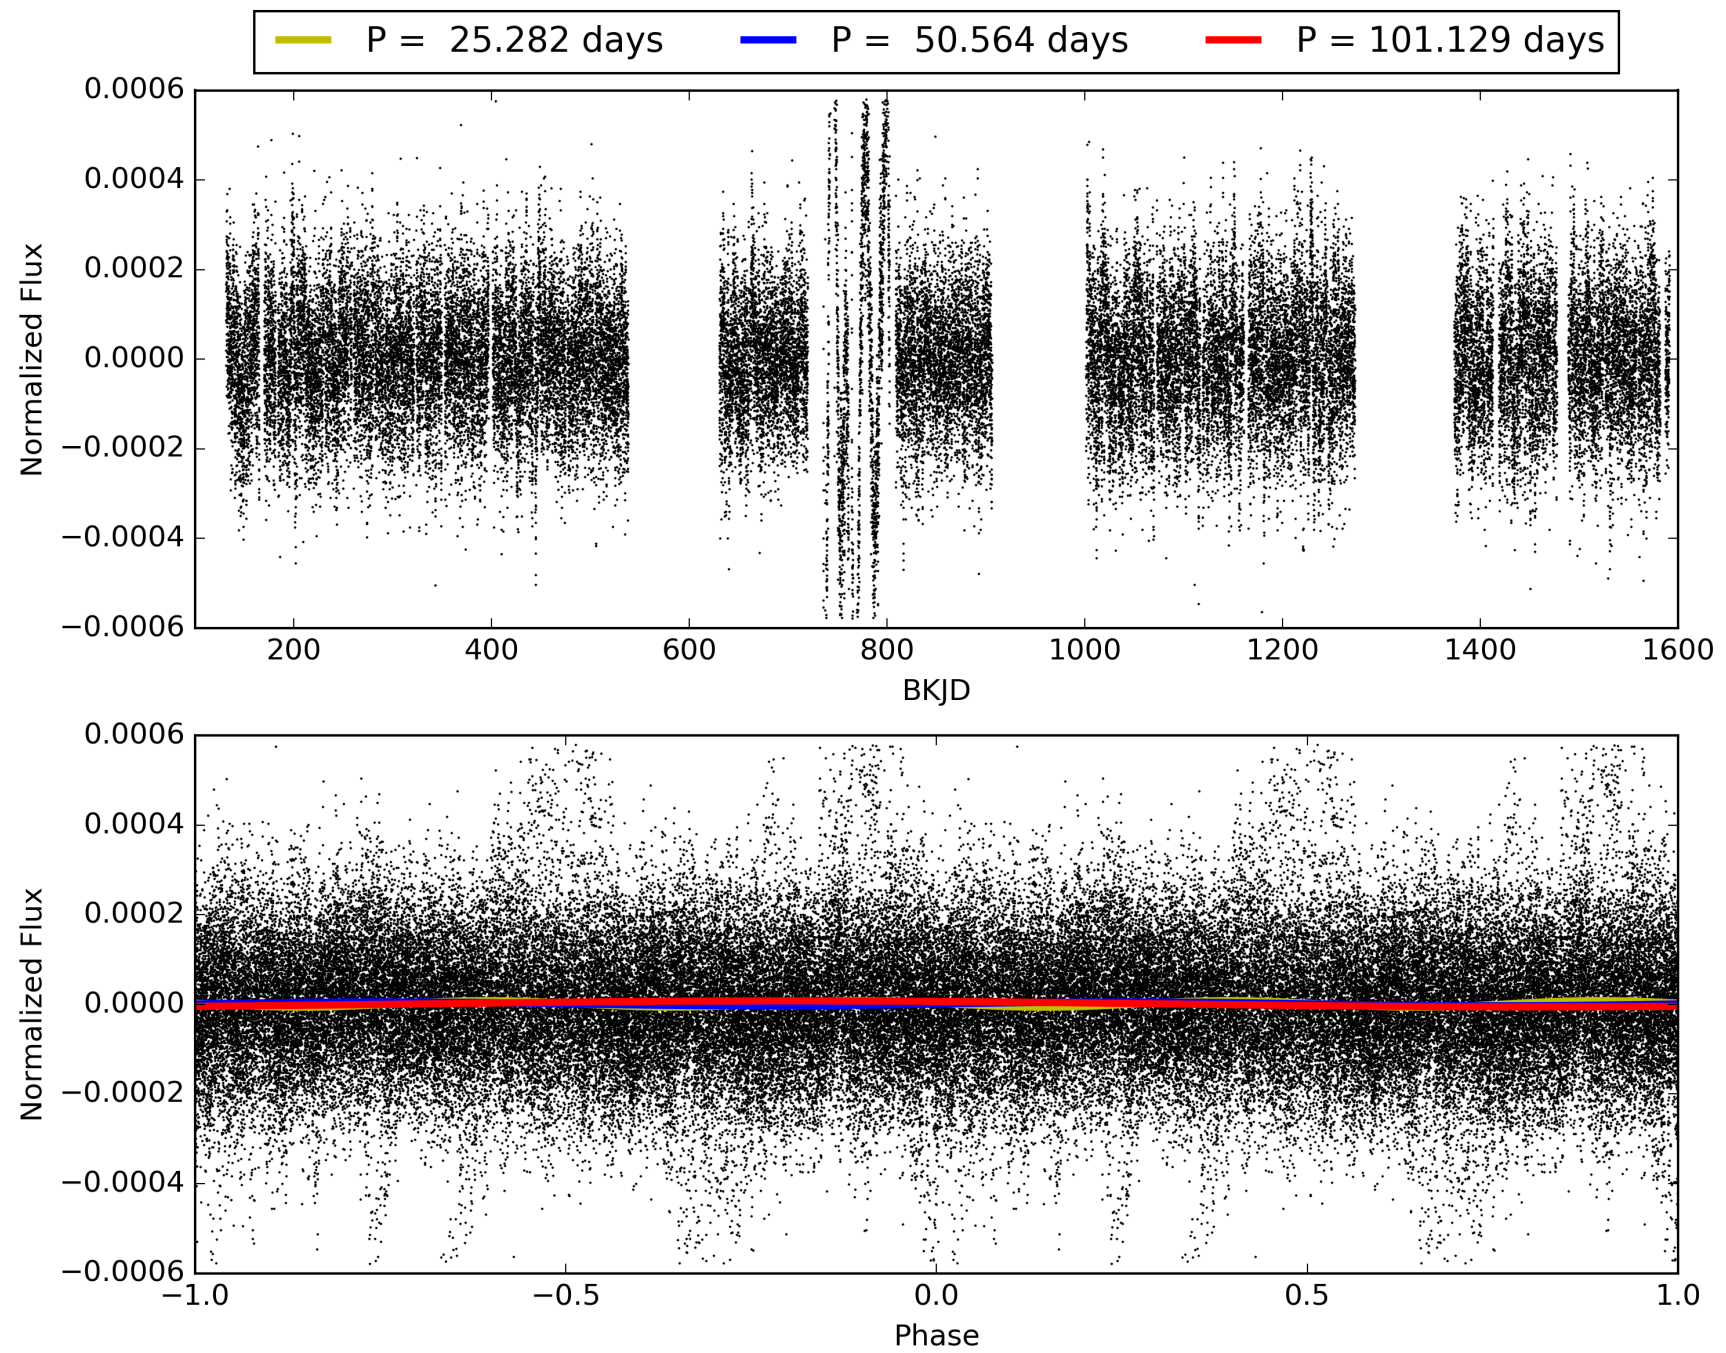 P = 25.282 days P = 50.564 days P = 101.129 days
0.0006
0.0004
0.0002
0.0000
−0.0002
−0.0004
−0.0006
Normalized Flux
200 400 600 800 1000 1200 1400 1600
BKJD
0.0006
0.0004
0.0002
0.0000
−0.0002
−0.0004
−0.0006
Normalized Flux
−1.0 −0.5 0.0 0.5 1.0
Phase